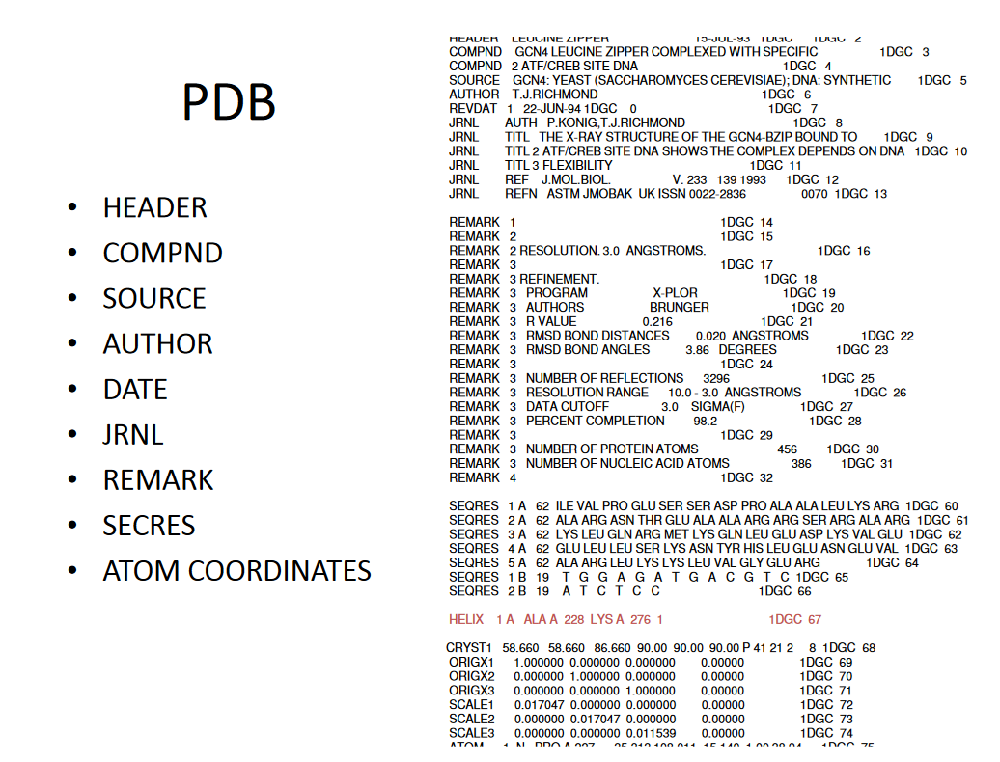 PDB
• HEADER
• COMPND
• SOURCE
• AUTHOR
• DATE
• JRNL
• REMARK
• SECRES
• ATOM COORDINATES
HEADER LEUCINE ZIPPER 15-JUL-93 1DGC 1DGC 2
COMPND GCN4 LEUCINE ZIPPER COMPLEXED WITH SPECIFIC 1DGC 3
COMPND 2 ATF/CREB SITE DNA 1DGC 4
SOURCE GCN4: YEAST (SACCHAROMYCES CEREVISIAE); DNA: SYNTHETIC 1DGC 5
AUTHOR T.J.RICHMOND 1DGC 6
REVDAT 1 22-JUN-94 1DGC 0 1DGC 7
JRNL AUTH P.KONIG,T.J.RICHMOND 1DGC 8
JRNL TITL THE X-RAY STRUCTURE OF THE GCN4-BZIP BOUND TO 1DGC 9
JRNL TITL 2 ATF/CREB SITE DNA SHOWS THE COMPLEX DEPENDS ON DNA 1DGC 10
JRNL TITL 3 FLEXIBILITY 1DGC 11
JRNL REF J.MOL.BIOL. V. 233 139 1993 1DGC 12
JRNL REFN ASTM JMOBAK UK ISSN 0022-2836 0070 1DGC 13
REMARK 1 1DGC 14
REMARK 2 1DGC 15
REMARK 2 RESOLUTION. 3.0 ANGSTROMS. 1DGC 16
REMARK 3 1DGC 17
REMARK 3 REFINEMENT. 1DGC 18
REMARK 3 PROGRAM X-PLOR 1DGC 19
REMARK 3 AUTHORS BRUNGER 1DGC 20
REMARK 3 R VALUE 0.216 1DGC 21
REMARK 3 RMSD BOND DISTANCES 0.020 ANGSTROMS 1DGC 22
REMARK 3 RMSD BOND ANGLES 3.86 DEGREES 1DGC 23
REMARK 3 1DGC 24
REMARK 3 NUMBER OF REFLECTIONS 3296 1DGC 25
REMARK 3 RESOLUTION RANGE 10.0 - 3.0 ANGSTROMS 1DGC 26
REMARK 3 DATA CUTOFF 3.0 SIGMA(F) 1DGC 27
REMARK 3 PERCENT COMPLETION 98.2 1DGC 28
REMARK 3 1DGC 29
REMARK 3 NUMBER OF PROTEIN ATOMS 456 1DGC 30
REMARK 3 NUMBER OF NUCLEIC ACID ATOMS 386 1DGC 31
REMARK 4 1DGC 32
SEQRES 1 A 62 ILE VAL PRO GLU SER SER ASP PRO ALA ALA LEU LYS ARG 1DGC 60
SEQRES 2 A 62 ALA ARG ASN THR GLU ALA ALA ARG ARG SER ARG ALA ARG 1DGC 61
SEQRES 3 A 62 LYS LEU GLN ARG MET LYS GLN LEU GLU ASP LYS VAL GLU 1DGC 62
SEQRES 4 A 62 GLU LEU LEU SER LYS ASN TYR HIS LEU GLU ASN GLU VAL 1DGC 63
SEQRES 5 A 62 ALA ARG LEU LYS LYS LEU VAL GLY GLU ARG 1DGC 64
SEQRES 1 B 19 T G G A G A T G A C G T C 1DGC 65
SEQRES 2 B 19 A T C T C C 1DGC 66
HELIX 1 A ALA A 228 LYS A 276 1 1DGC 67
CRYST1 58.660 58.660 86.660 90.00 90.00 90.00 P 41 21 2 8 1DGC 68
ORIGX1 1.000000 0.000000 0.000000 0.00000 1DGC 69
ORIGX2 0.000000 1.000000 0.000000 0.00000 1DGC 70
ORIGX3 0.000000 0.000000 1.000000 0.00000 1DGC 71
SCALE1 0.017047 0.000000 0.000000 0.00000 1DGC 72
SCALE2 0.000000 0.017047 0.000000 0.00000 1DGC 73
SCALE3 0.000000 0.000000 0.011539 0.00000 1DGC 74